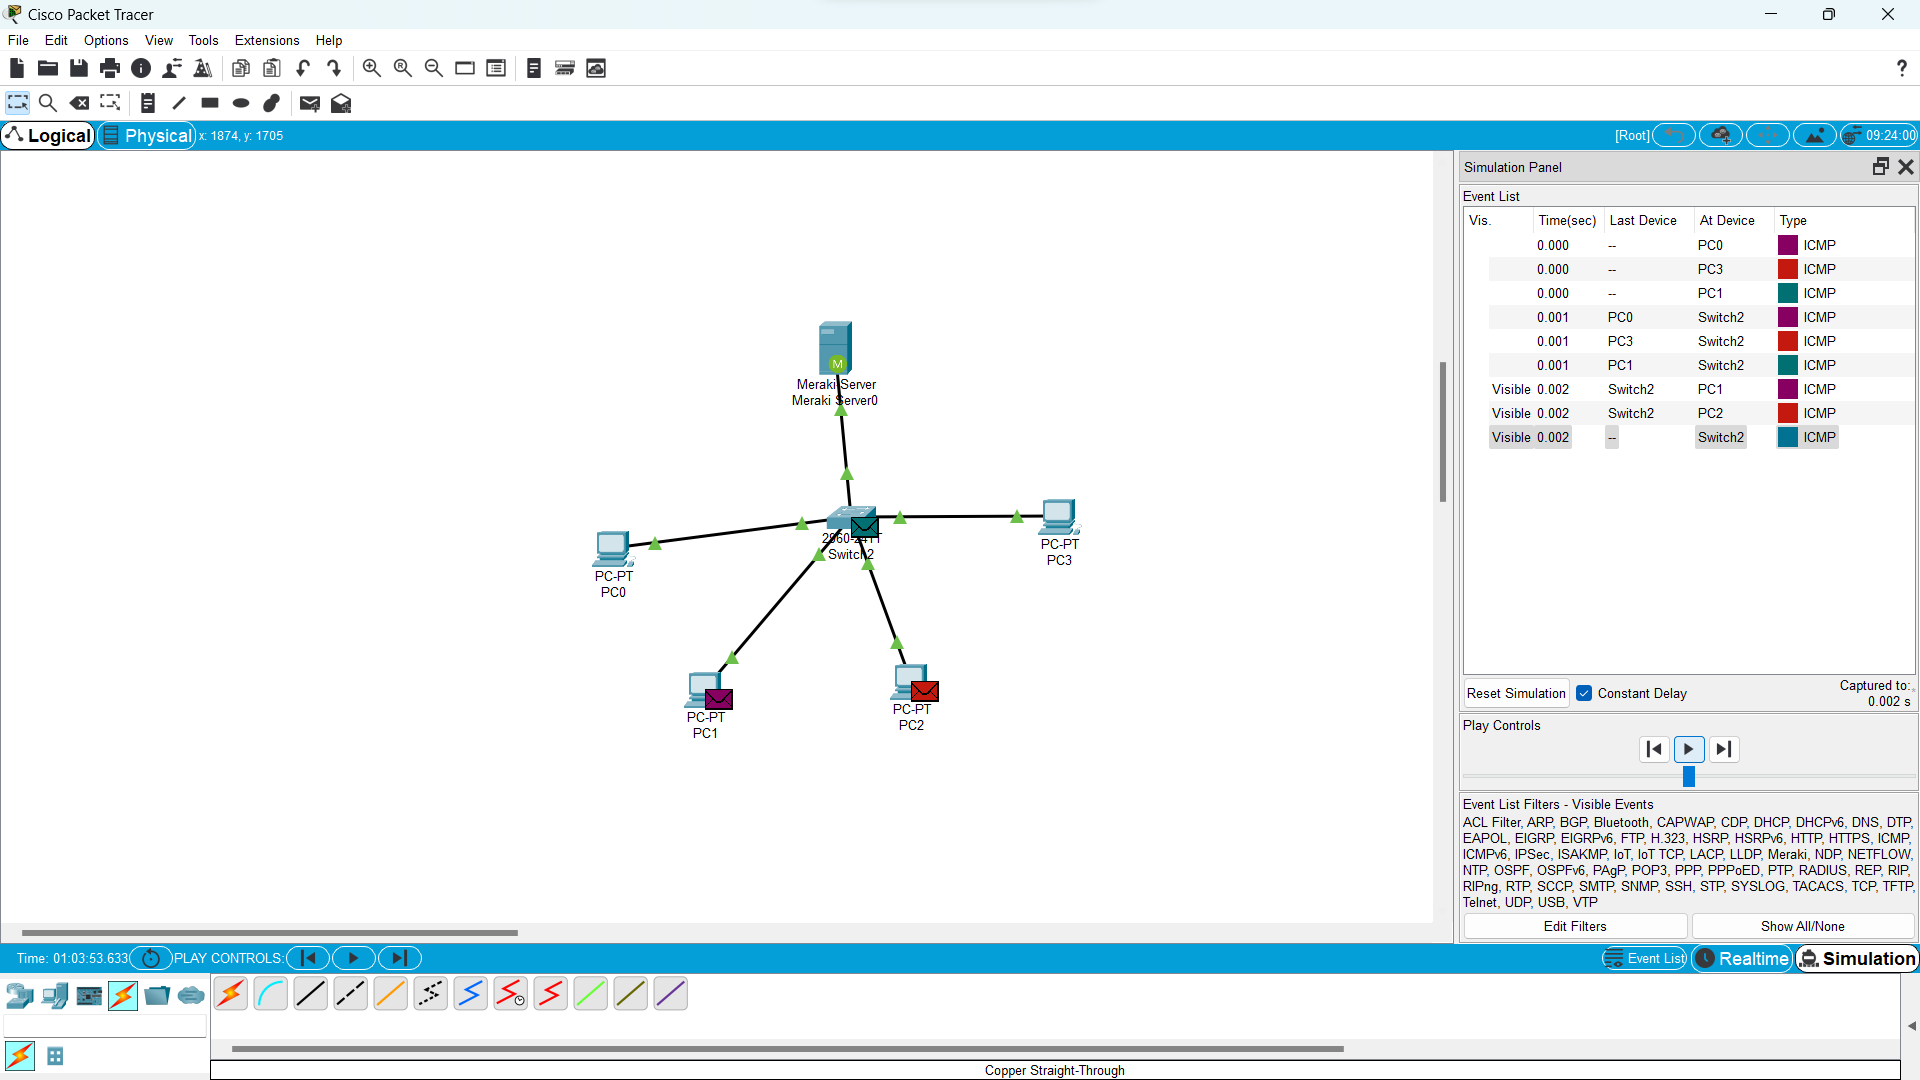 Cisco Packet Tracer
File Edit Options View Tools Extensions Help
?
Logical Physical x: 1874, y: 1705 [Root] 09:24:00
Simulation Panel
Event List
Vis. Time(sec) Last Device At Device Type
0.000 -- PC0 ICMP
0.000 -- PC3 ICMP
0.000 -- PC1 ICMP
0.001 PC0 Switch2 ICMP
0.001 PC3 Switch2 ICMP
0.001 PC1 Switch2 ICMP
Visible 0.002 Switch2 PC1 ICMP
Visible 0.002 Switch2 PC2 ICMP
Visible 0.002 -- Switch2 ICMP
M
Meraki-Server
Meraki Server0
2960-24TT
Switch2
PC-PT
PC3
PC-PT
PC0
PC-PT
PC1
PC-PT
PC2
Reset Simulation Constant Delay Captured to:
0.002 s
Play Controls
Event List Filters - Visible Events
ACL Filter, ARP, BGP, Bluetooth, CAPWAP, CDP, DHCP, DHCPv6, DNS, DTP,
EAPOL, EIGRP, EIGRPv6, FTP, H.323, HSRP, HSRPv6, HTTP, HTTPS, ICMP,
ICMPv6, IPSec, ISAKMP, IoT, IoT TCP, LACP, LLDP, Meraki, NDP, NETFLOW,
NTP, OSPF, OSPFv6, PAgP, POP3, PPP, PPPoED, PTP, RADIUS, REP, RIP,
RIPng, RTP, SCCP, SMTP, SNMP, SSH, STP, SYSLOG, TACACS, TCP, TFTP,
Telnet, UDP, USB, VTP
Edit Filters Show All/None
Time: 01:03:53.633 PLAY CONTROLS: Event List Realtime Simulation
Copper Straight-Through